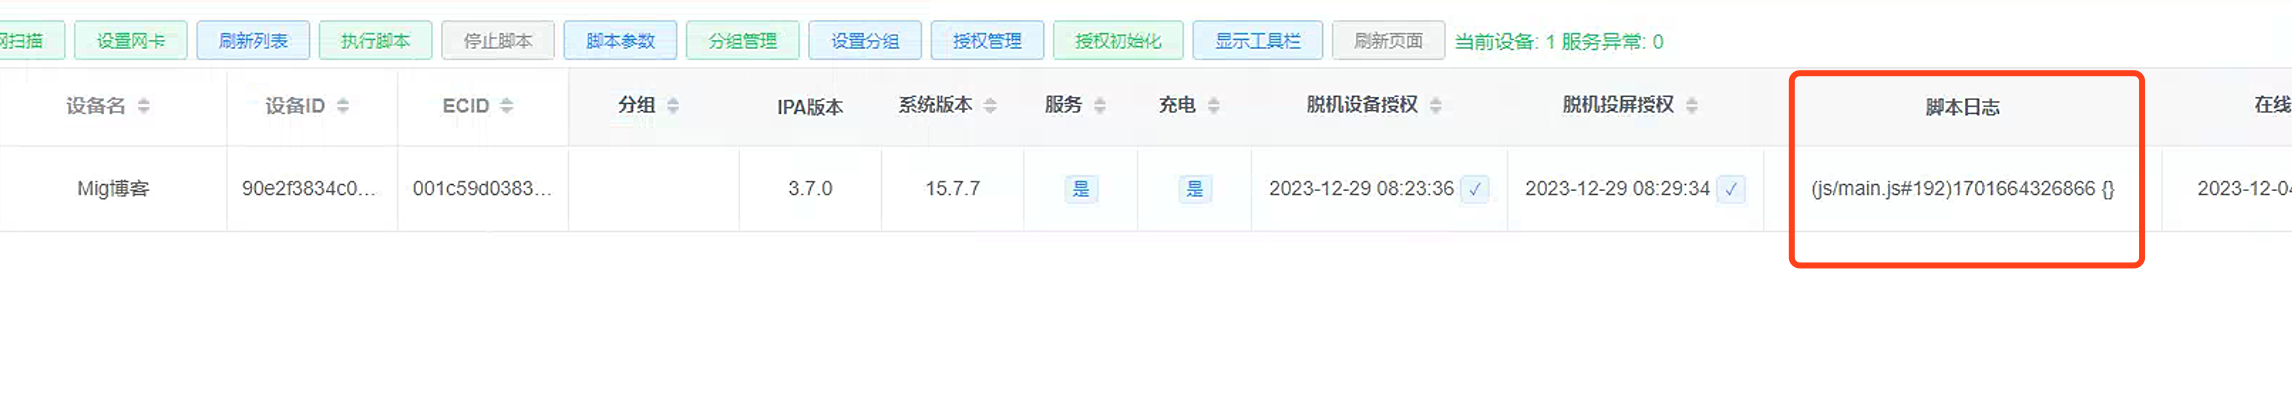 网扫描 设置网卡 刷新列表 执行脚本 停止脚本 脚本参数 分组管理 设置分组 授权管理 授权初始化 显示工具栏 刷新页面 当前设备: 1 服务异常: 0
设备名 设备ID ECID 分组 IPA版本 系统版本 服务 充电 脱机设备授权 脱机投屏授权 脚本日志 在线
Mig博客 90e2f3834c0... 001c59d0383... 3.7.0 15.7.7 是 是 2023-12-29 08:23:36 ✓ 2023-12-29 08:29:34 ✓ (js/main.js#192)1701664326866 {} 2023-12-04